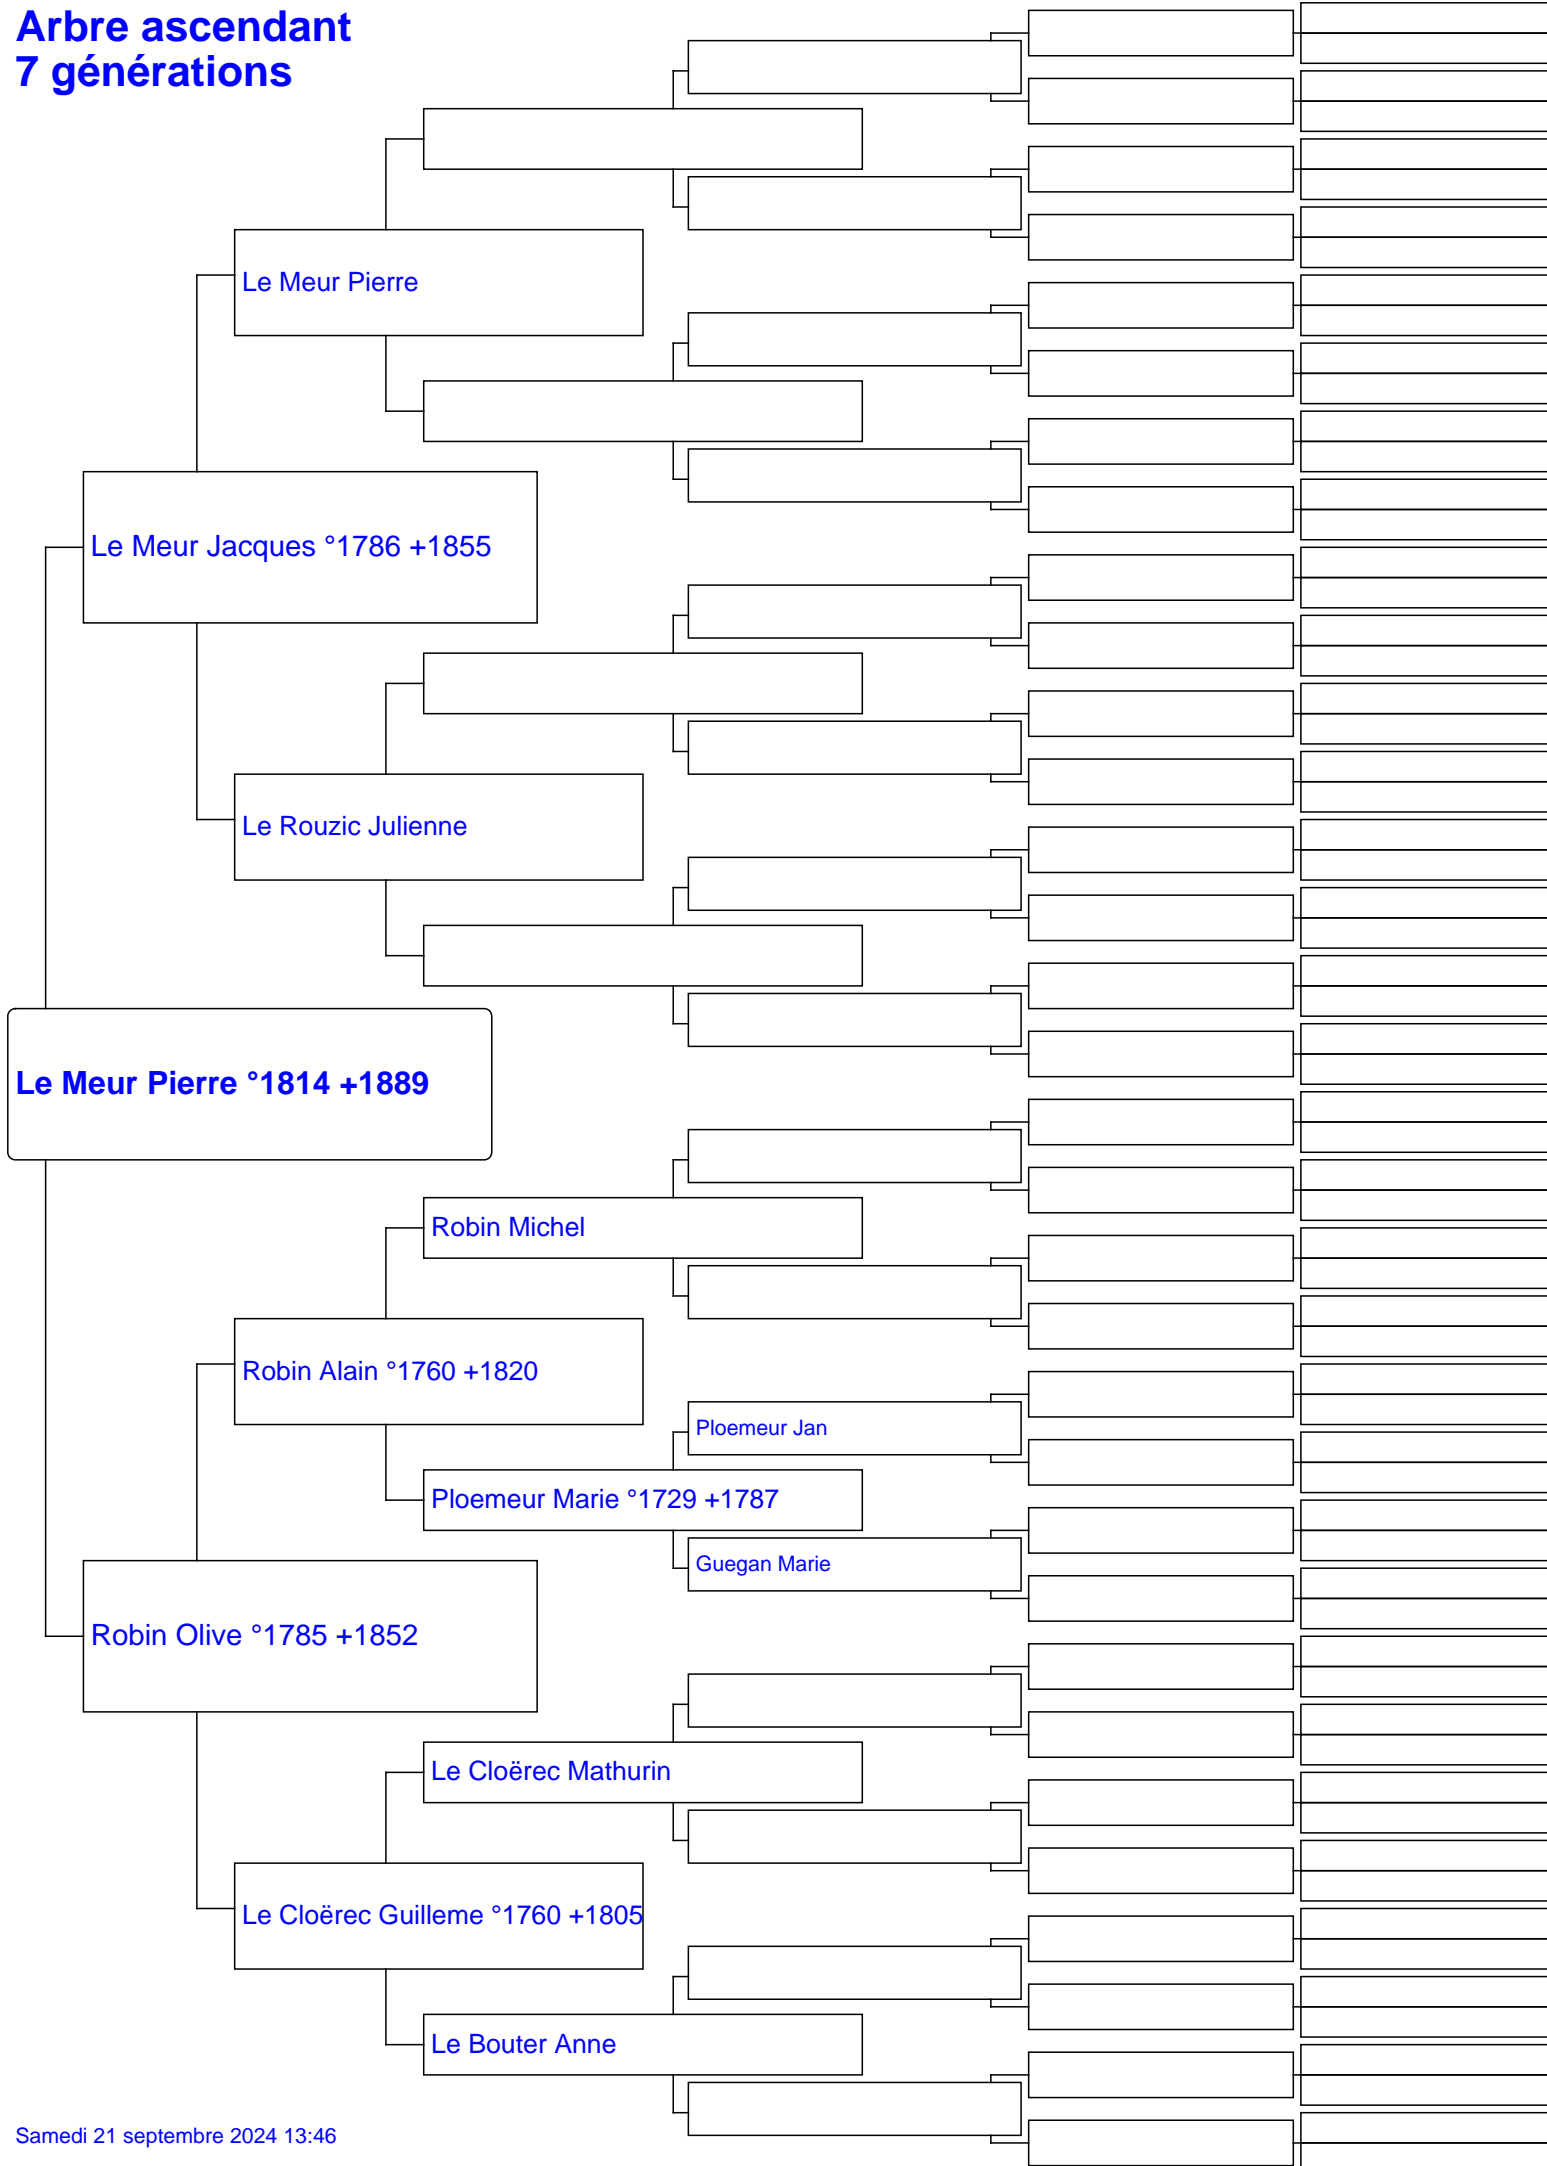 Arbre ascendant
7 générations
Le Meur Pierre
Le Meur Jacques °1786 +1855
Le Rouzic Julienne
Le Meur Pierre °1814 +1889
Robin Michel
Robin Alain °1760 +1820
Ploemeur Jan
Ploemeur Marie °1729 +1787
Guegan Marie
Robin Olive °1785 +1852
Le Cloërec Mathurin
Le Cloërec Guilleme °1760 +1805
Le Bouter Anne
Samedi 21 septembre 2024 13:46